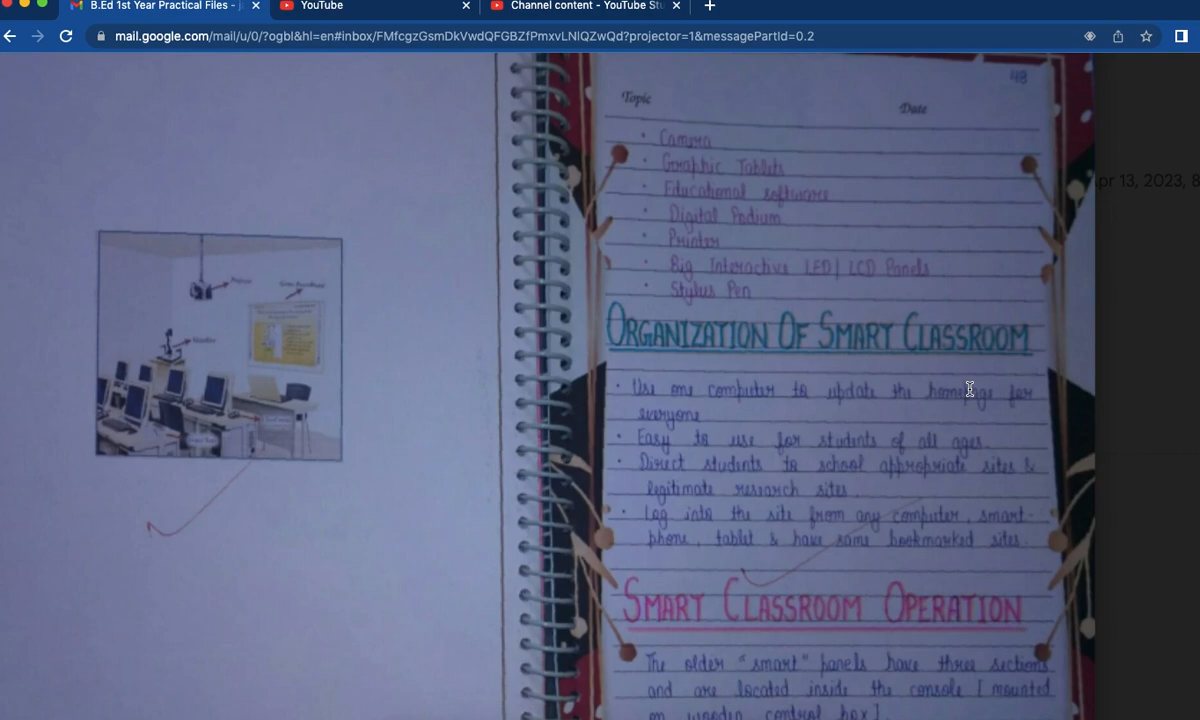 B.Ed 1st Year Practical Files -
YouTube
Channel content - YouTube Stu
mail.google.com/mail/u/0/?ogbl&hl=en#inbox/FMfcgzGsmDkVwdQFGBZfPmxvLNlQZwQd?projector=1&messagePartId=0.2
48
Topic
Date
pr 13, 2023, 8
• Camera
• Graphic Tablets
• Educational software
• Digital Podium
• Printer
• Big Interactive LED/ LCD Panels
• Stylus Pen
ORGANIZATION OF SMART CLASSROOM
• Use one computer to update the homepage for
everyone
• Easy to use for students of all ages.
• Direct students to school appropriate sites &
legitimate research sites.
• Log into the site from any computer, smart-
phone, tablet & have same bookmarked sites.
SMART CLASSROOM OPERATION
The older "smart" panels have three sections
and are located inside the console [ mounted
on wooden control box].